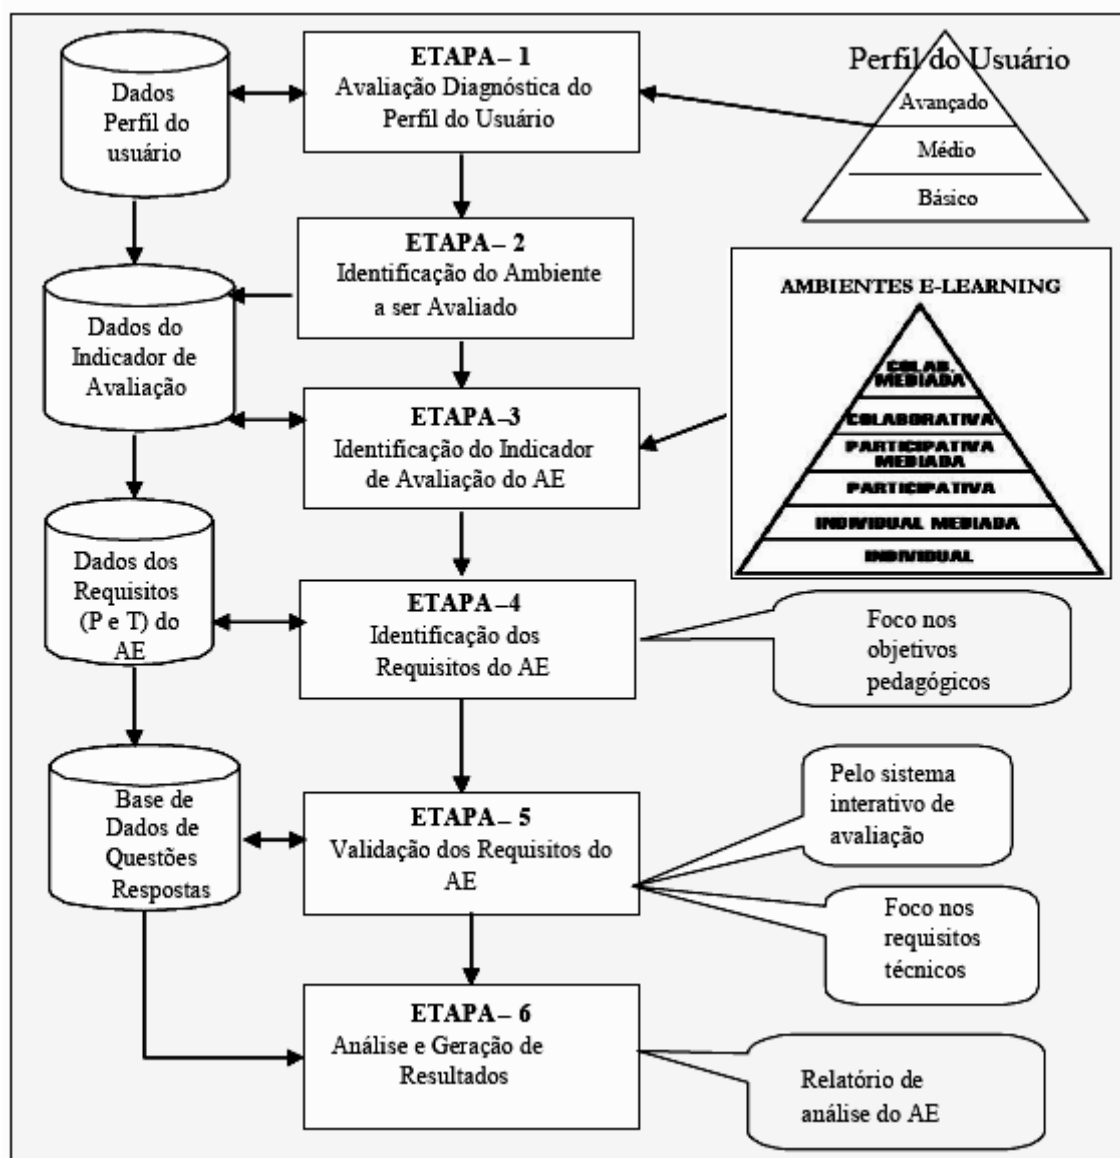 Dados
Perfil do
usuário
ETAPA – 1
Avaliação Diagnóstica do
Perfil do Usuário
Perfil do Usuário
Avançado
Médio
Básico
ETAPA – 2
Identificação do Ambiente
a ser Avaliado
Dados do
Indicador de
Avaliação
AMBIENTES E-LEARNING
COLAB.
MEDIADA
COLABORATIVA
PARTICIPATIVA
MEDIADA
PARTICIPATIVA
INDIVIDUAL MEDIADA
INDIVIDUAL
ETAPA –3
Identificação do Indicador
de Avaliação do AE
Dados dos
Requisitos
(P e T) do
AE
ETAPA –4
Identificação dos
Requisitos do AE
Foco nos
objetivos
pedagógicos
Base de
Dados de
Questões
Respostas
ETAPA – 5
Validação dos Requisitos do
AE
Pelo sistema
interativo de
avaliação
Foco nos
requisitos
técnicos
ETAPA – 6
Análise e Geração de
Resultados
Relatório de
análise do AE